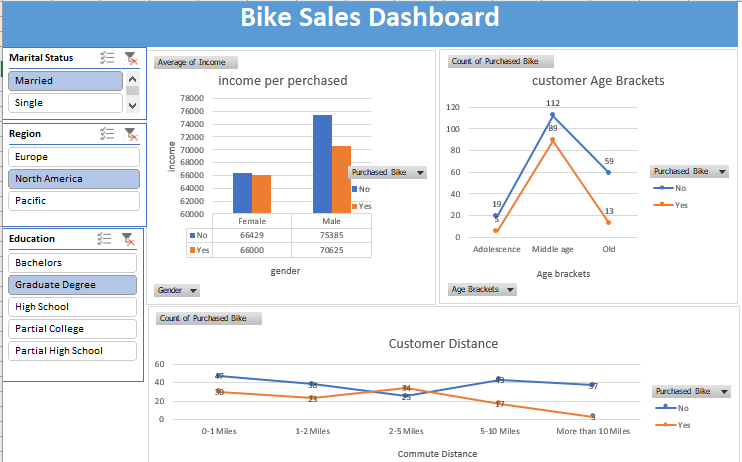 Bike Sales Dashboard
Marital Status
Married
Single
Region
Europe
North America
Pacific
Education
Bachelors
Graduate Degree
High School
Partial College
Partial High School
Average of Income
income per perchased
78000
76000
74000
72000
70000
68000
66000
64000
62000
60000
income
Purchased Bike
No
Yes
Female Male
No 66429 75385
Yes 66000 70625
gender
Gender
Count of Purchased Bike
customer Age Brackets
120
100
80
60
40
20
0
112
89
59
19
5
13
Adolescence Middle age Old
Age brackets
Purchased Bike
No
Yes
Age Brackets
Count of Purchased Bike
Customer Distance
60
40
20
0
47 38 25 43 37
30 23 34 17 3
0-1 Miles 1-2 Miles 2-5 Miles 5-10 Miles More than 10 Miles
Commute Distance
Purchased Bike
No
Yes